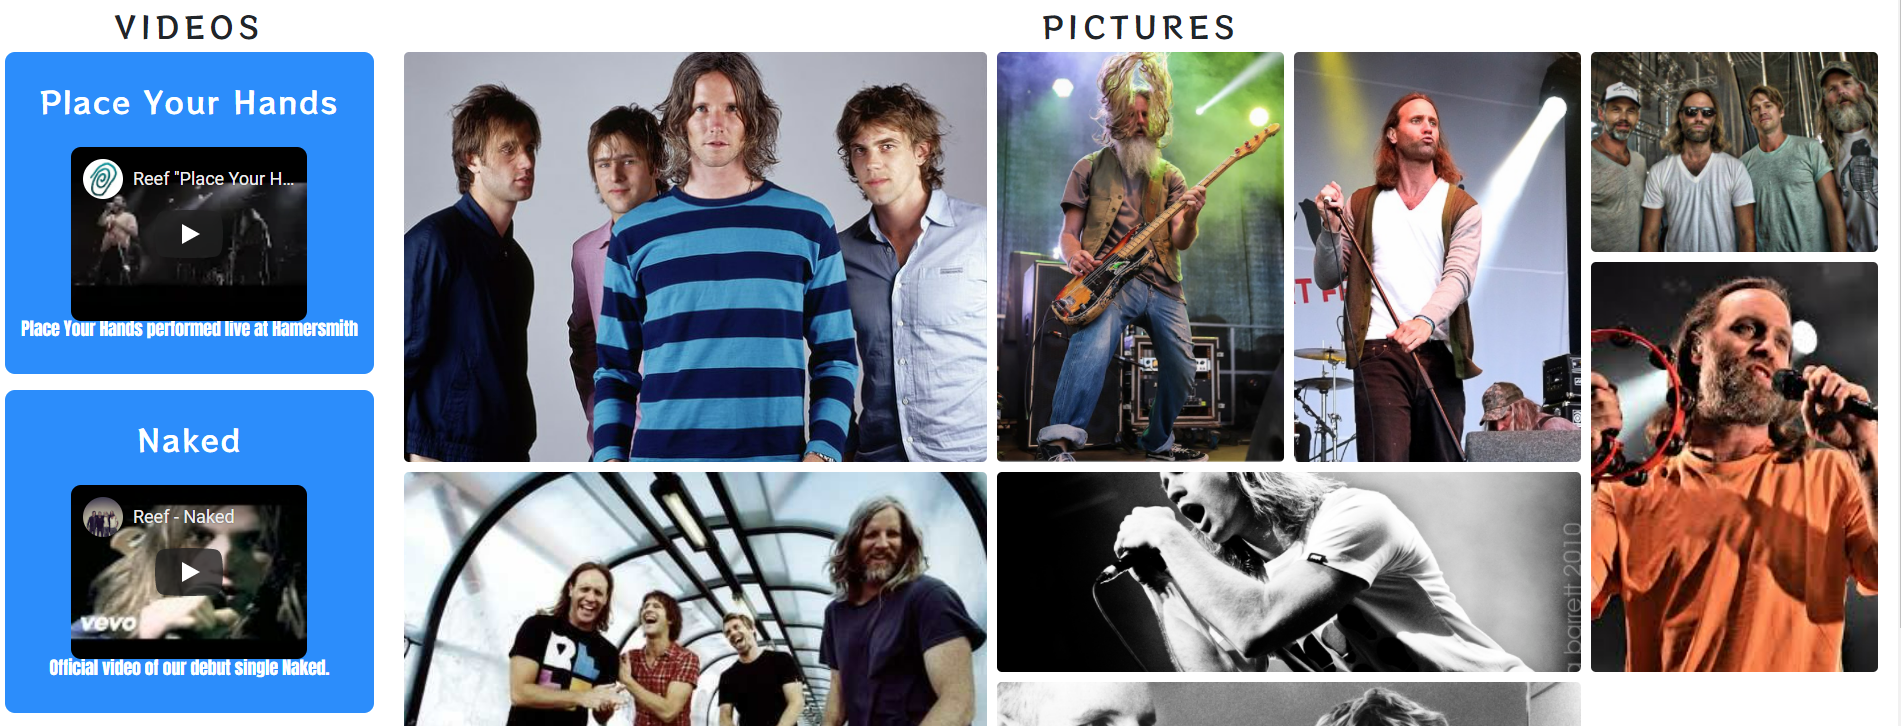 VIDEOS
PICTURES
Place Your Hands
Reef "Place Your H...
Place Your Hands performed live at Hamersmith
Naked
Reef - Naked
vevo
Official video of our debut single Naked.
RT F
barrett 2010